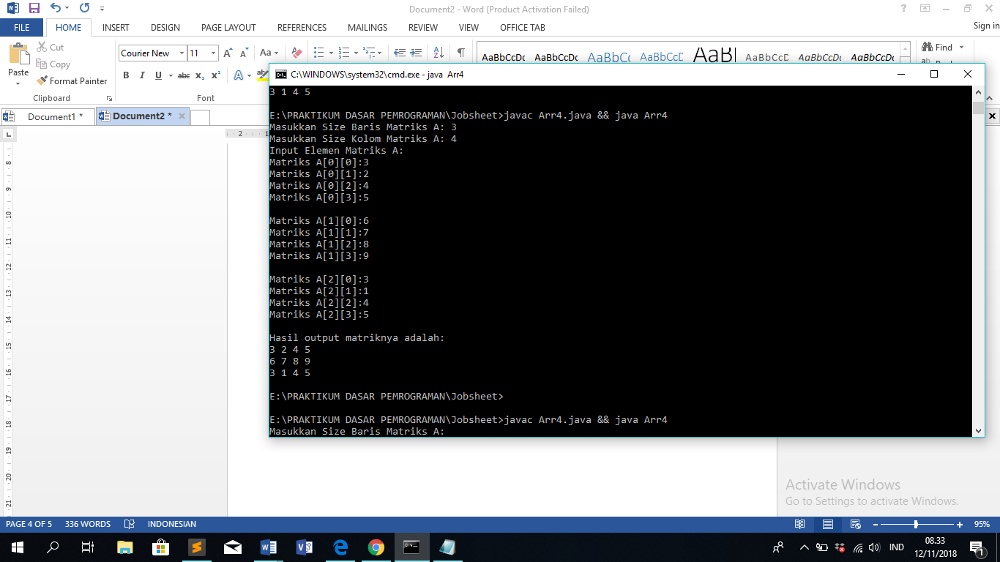 Document2 - Word (Product Activation Failed)
FILE HOME INSERT DESIGN PAGE LAYOUT REFERENCES MAILINGS REVIEW VIEW OFFICE TAB Sign in
Paste
Cut
Copy
Format Painter
Clipboard
Courier New 11
Aa
B I U abc x2 x2 A
Font
AaBbCcDc AaBbCcDc AaBbCc AaBbCcD AaBl AaBbCcD AaBbCcDc AaBbCcDc
Find
Document1 * Document2 *
C:\WINDOWS\system32\cmd.exe - java Arr4
3 1 4 5
E:\PRAKTIKUM DASAR PEMROGRAMAN\Jobsheet>javac Arr4.java && java Arr4
Masukkan Size Baris Matriks A: 3
Masukkan Size Kolom Matriks A: 4
Input Elemen Matriks A:
Matriks A[0][0]:3
Matriks A[0][1]:2
Matriks A[0][2]:4
Matriks A[0][3]:5
Matriks A[1][0]:6
Matriks A[1][1]:7
Matriks A[1][2]:8
Matriks A[1][3]:9
Matriks A[2][0]:3
Matriks A[2][1]:1
Matriks A[2][2]:4
Matriks A[2][3]:5
Hasil output matriknya adalah:
3 2 4 5
6 7 8 9
3 1 4 5
E:\PRAKTIKUM DASAR PEMROGRAMAN\Jobsheet>
E:\PRAKTIKUM DASAR PEMROGRAMAN\Jobsheet>javac Arr4.java && java Arr4
Masukkan Size Baris Matriks A:
Activate Windows
Go to Settings to activate Windows.
PAGE 4 OF 5 336 WORDS INDONESIAN 95%
IND
08.33
12/11/2018